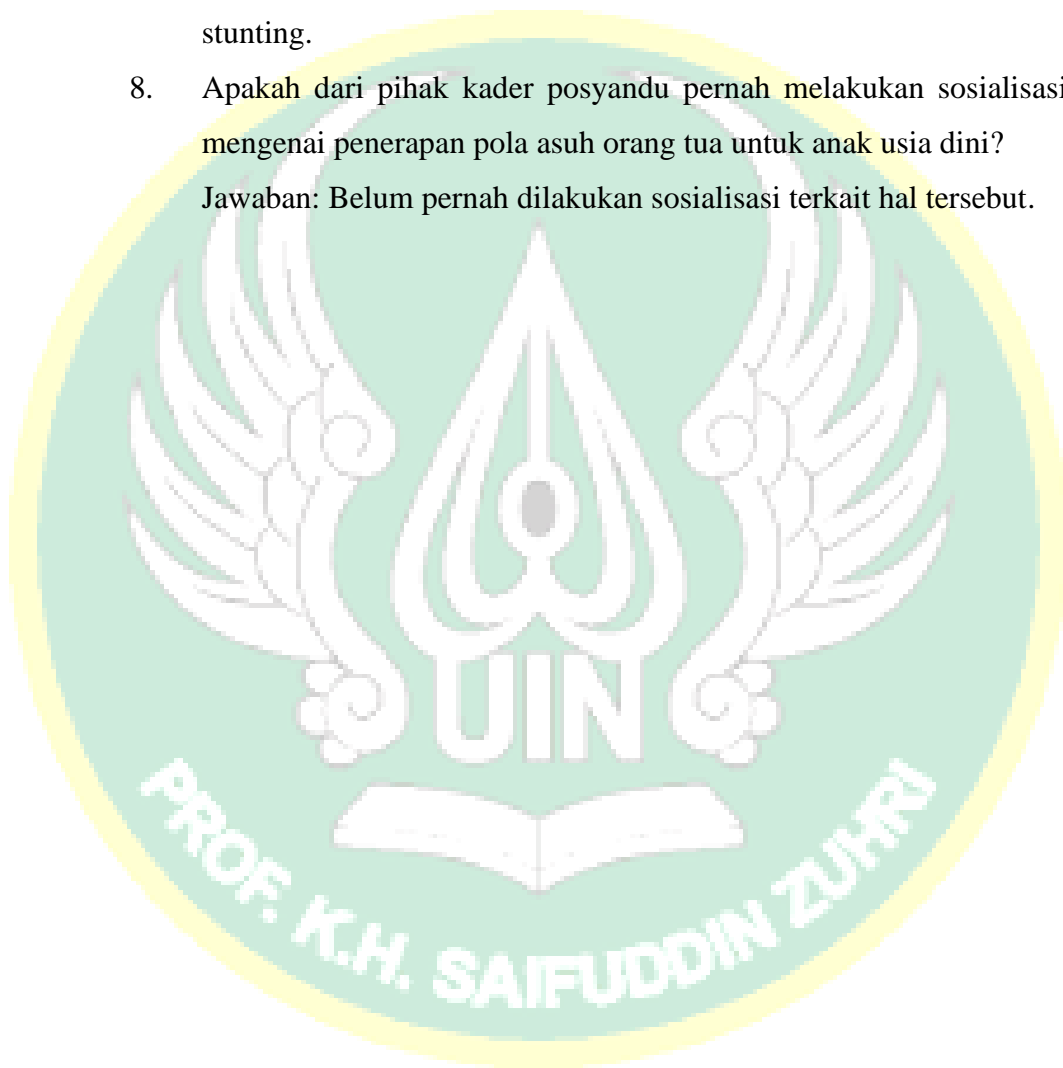 stunting.
8. Apakah dari pihak kader posyandu pernah melakukan sosialisasi
mengenai penerapan pola asuh orang tua untuk anak usia dini?
Jawaban: Belum pernah dilakukan sosialisasi terkait hal tersebut.
UIN
PROF. K.H. SAIFUDDIN ZUHRI